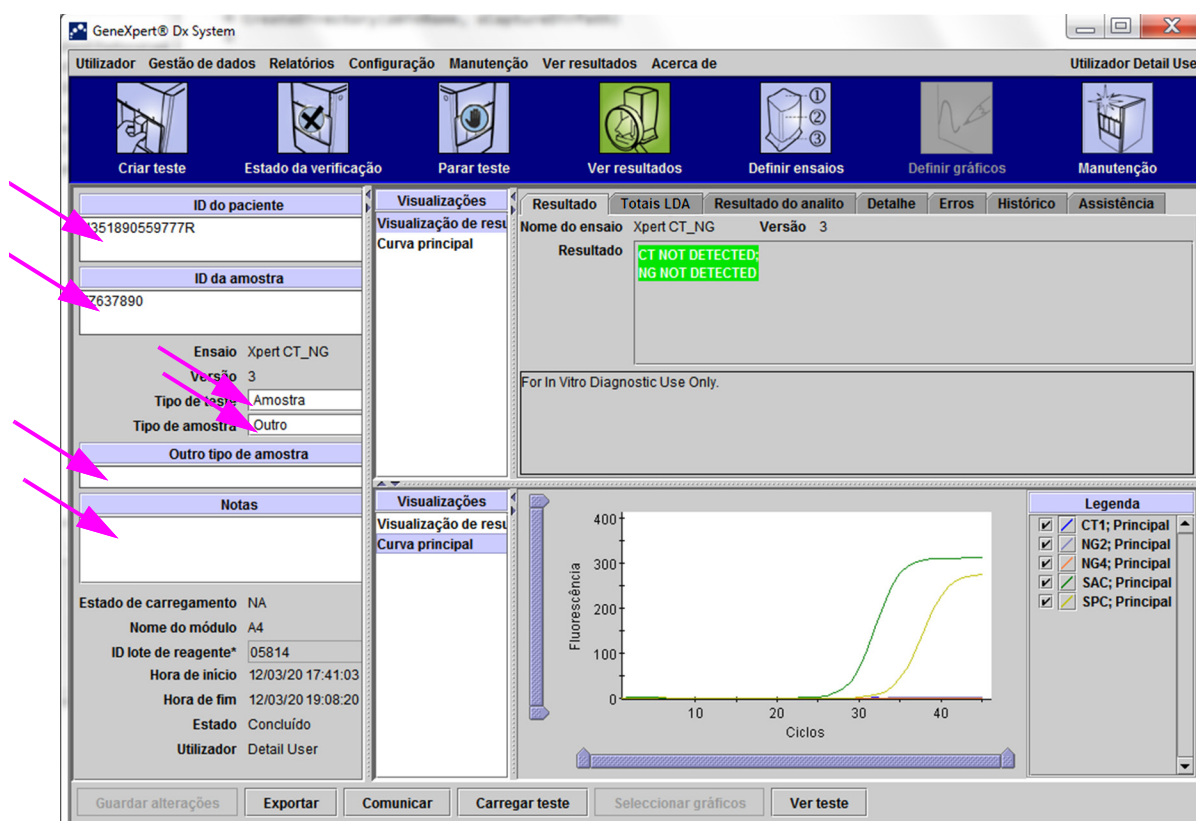 GeneXpert® Dx System
Utilizador Gestão de dados Relatórios Configuração Manutenção Ver resultados Acerca de Utilizador Detail Use
Criar teste Estado da verificação Parar teste Ver resultados Definir ensaios Definir gráficos Manutenção
ID do paciente
351890559777R
ID da amostra
Z637890
Ensaio Xpert CT_NG
Versão 3
Tipo de teste Amostra
Tipo de amostra Outro
Outro tipo de amostra
Notas
Estado de carregamento NA
Nome do módulo A4
ID lote de reagente* 05814
Hora de início 12/03/20 17:41:03
Hora de fim 12/03/20 19:08:20
Estado Concluído
Utilizador Detail User
Visualizações
Visualização de resu
Curva principal
Resultado Totais LDA Resultado do analito Detalhe Erros Histórico Assistência
Nome do ensaio Xpert CT_NG Versão 3
Resultado CT NOT DETECTED;
NG NOT DETECTED
For In Vitro Diagnostic Use Only.
Visualizações
Visualização de resu
Curva principal
Fluorescência
400
300
200
100
0
10 20 30 40
Ciclos
Legenda
CT1; Principal
NG2; Principal
NG4; Principal
SAC; Principal
SPC; Principal
Guardar alterações Exportar Comunicar Carregar teste Seleccionar gráficos Ver teste